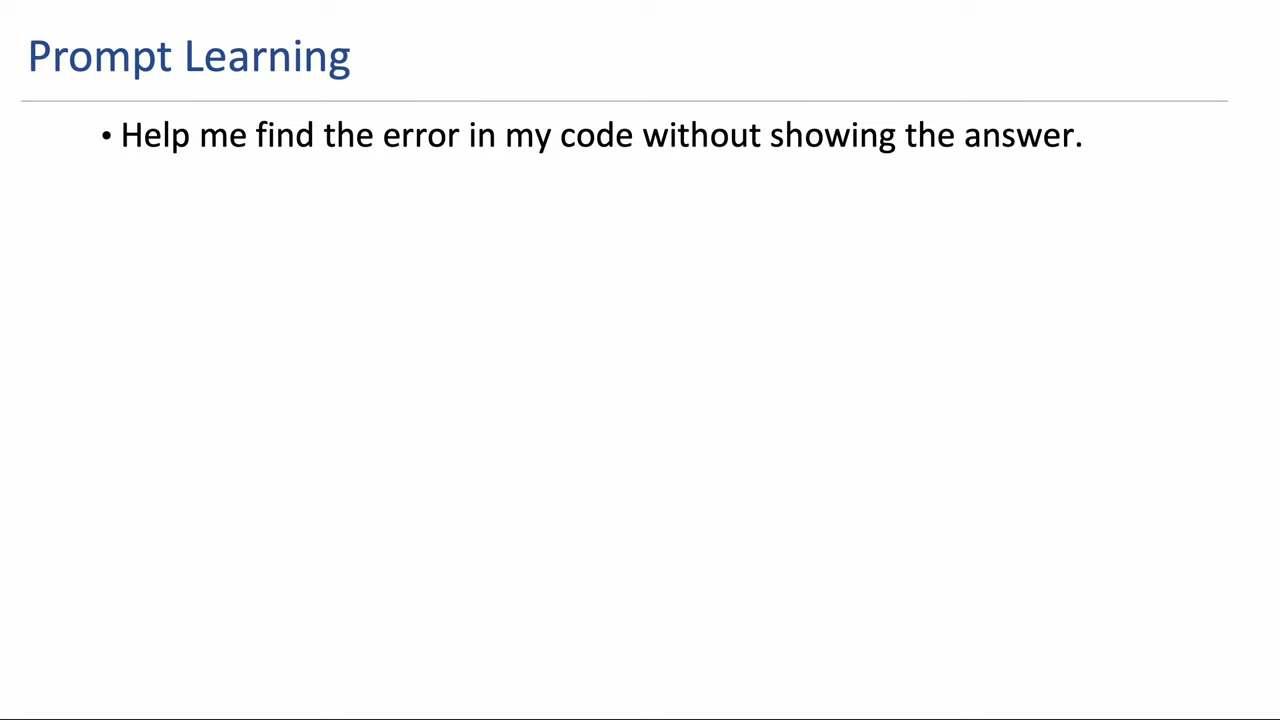 Prompt Learning
• Help me find the error in my code without showing the answer.